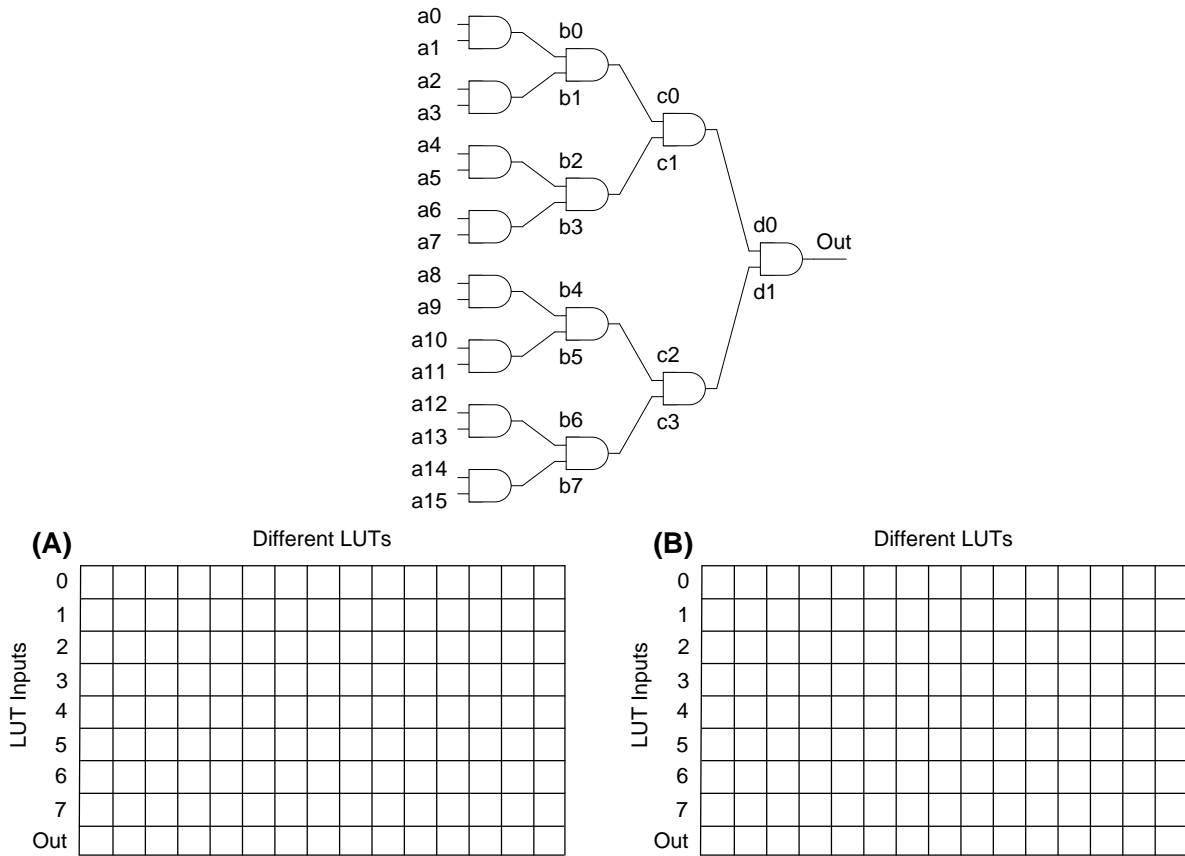 a0
a1
b0
a2
a3
b1
c0
a4
a5
b2
c1
a6
a7
b3
d0
Out
a8
a9
b4
d1
a10
a11
b5
c2
a12
a13
b6
c3
a14
a15
b7
(A)
Different LUTs
LUT Inputs
0
1
2
3
4
5
6
7
Out
(B)
Different LUTs
LUT Inputs
0
1
2
3
4
5
6
7
Out